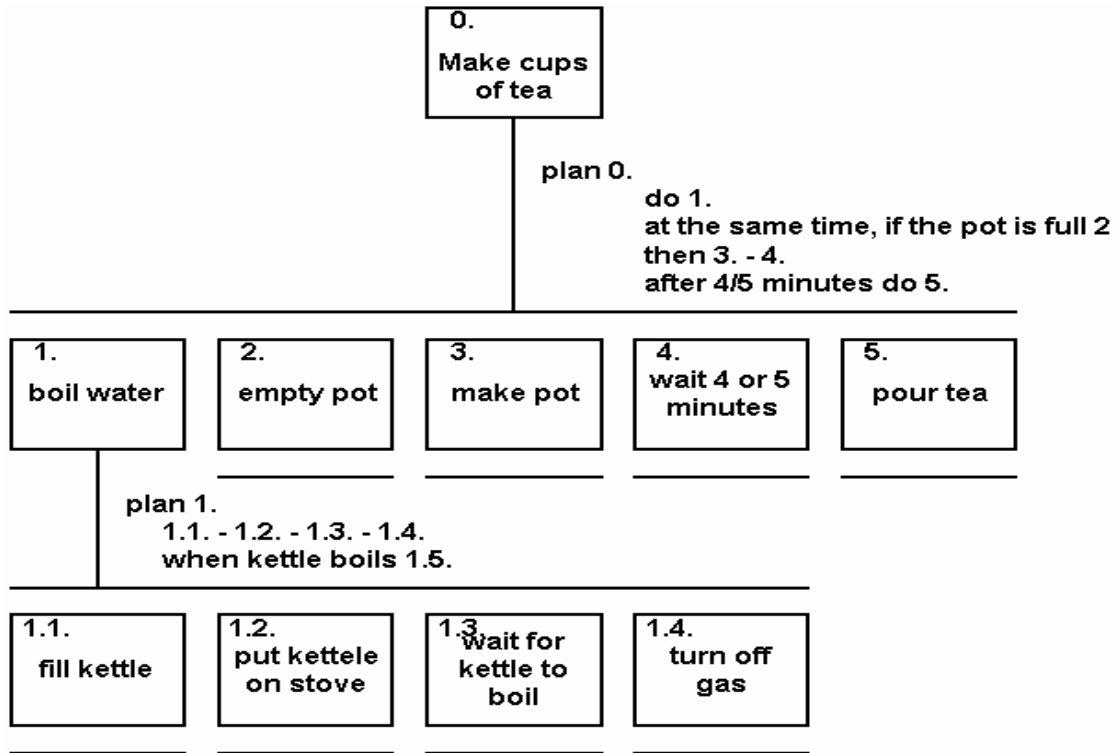 0.
Make cups
of tea
plan 0.
do 1.
at the same time, if the pot is full 2
then 3. - 4.
after 4/5 minutes do 5.
1.
boil water
2.
empty pot
3.
make pot
4.
wait 4 or 5
minutes
5.
pour tea
plan 1.
1.1. - 1.2. - 1.3. - 1.4.
when kettle boils 1.5.
1.1.
fill kettle
1.2.
put kettele
on stove
1.3.
wait for
kettle to
boil
1.4.
turn off
gas